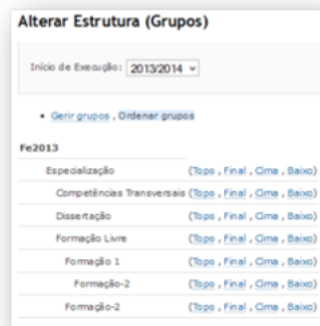 Alterar Estrutura (Grupos)
Início de Execução: 2013/2014
Gerir grupos , Ordenar grupos
Fe2013
Especialização (Topo , Final , Cima , Baixo)
Competências Transversais (Topo , Final , Cima , Baixo)
Dissertação (Topo , Final , Cima , Baixo)
Formação Livre (Topo , Final , Cima , Baixo)
Formação 1 (Topo , Final , Cima , Baixo)
Formação-2 (Topo , Final , Cima , Baixo)
Formação-2 (Topo , Final , Cima , Baixo)